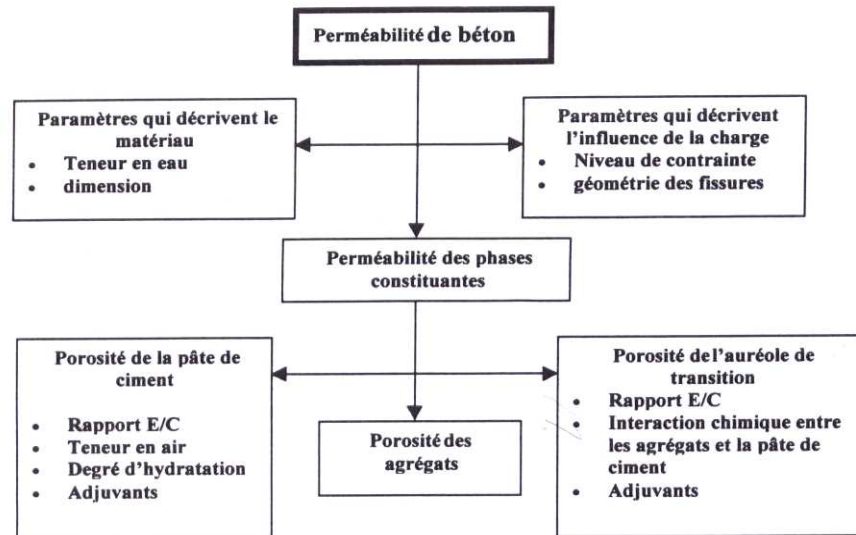 Perméabilité de béton
Paramètres qui décrivent le
matériau
• Teneur en eau
• dimension
Paramètres qui décrivent
l'influence de la charge
• Niveau de contrainte
• géométrie des fissures
Perméabilité des phases
constituantes
Porosité de la pâte de
ciment
• Rapport E/C
• Teneur en air
• Degré d'hydratation
• Adjuvants
Porosité des
agrégats
Porosité de l'auréole de
transition
• Rapport E/C
• Interaction chimique entre
les agrégats et la pâte de
ciment
• Adjuvants